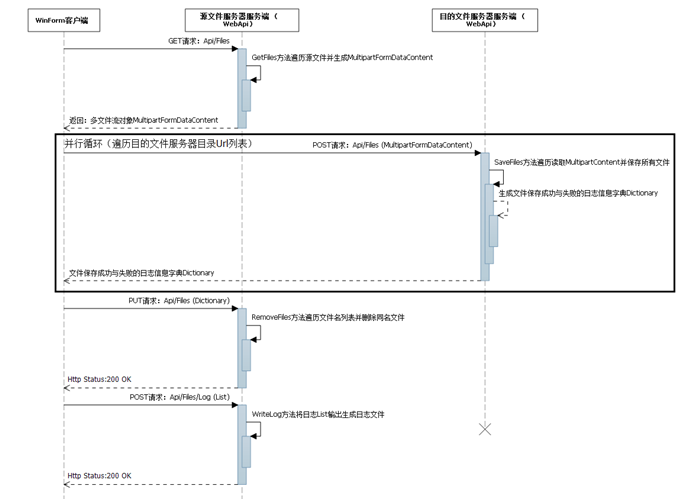 WinForm客户端
源文件服务器服务端（
WebApi）
目的文件服务器服务端 （
WebApi）
GET请求：Api/Files
GetFiles方法遍历源文件并生成MultipartFormDataContent
返回：多文件流对象MultipartFormDataContent
并行循环（遍历目的文件服务器目录Url列表）
POST请求：Api/Files (MultipartFormDataContent)
SaveFiles方法遍历读取MultipartContent并保存所有文件
生成文件保存成功与失败的日志信息字典Dictionary
文件保存成功与失败的日志信息字典Dictionary
PUT请求：Api/Files (Dictionary)
RemoveFiles方法遍历文件名列表并删除同名文件
Http Status:200 OK
POST请求：Api/Files/Log (List)
WriteLog方法将日志List输出生成日志文件
Http Status:200 OK